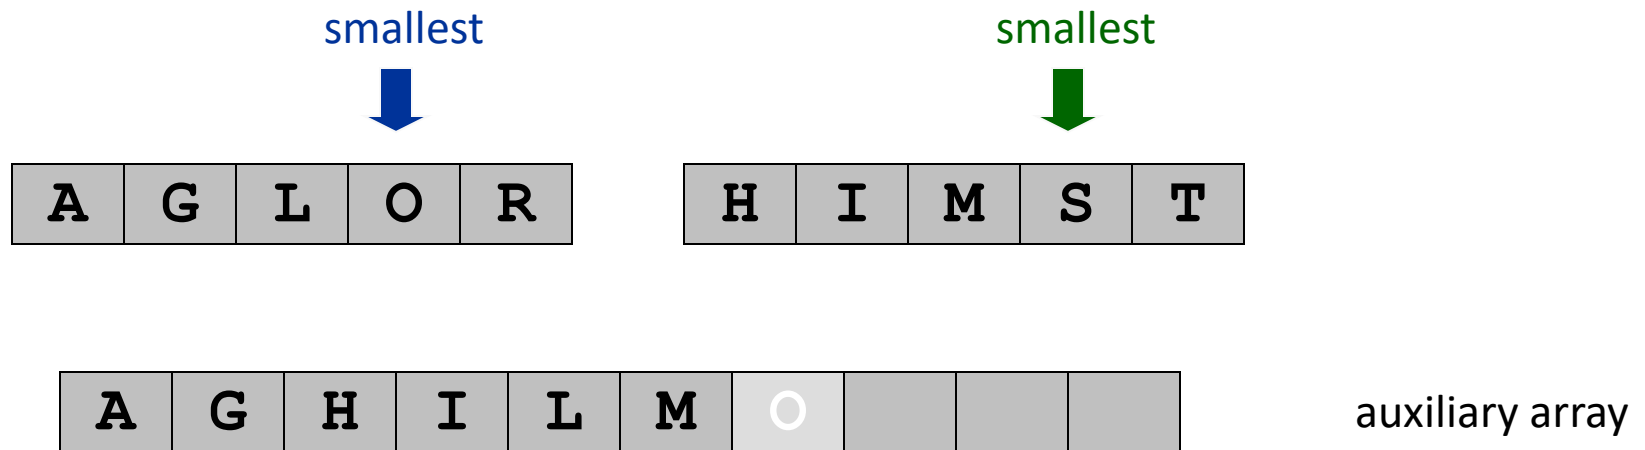 smallest smallest
A G L O R H I M S T
A G H I L M O auxiliary array